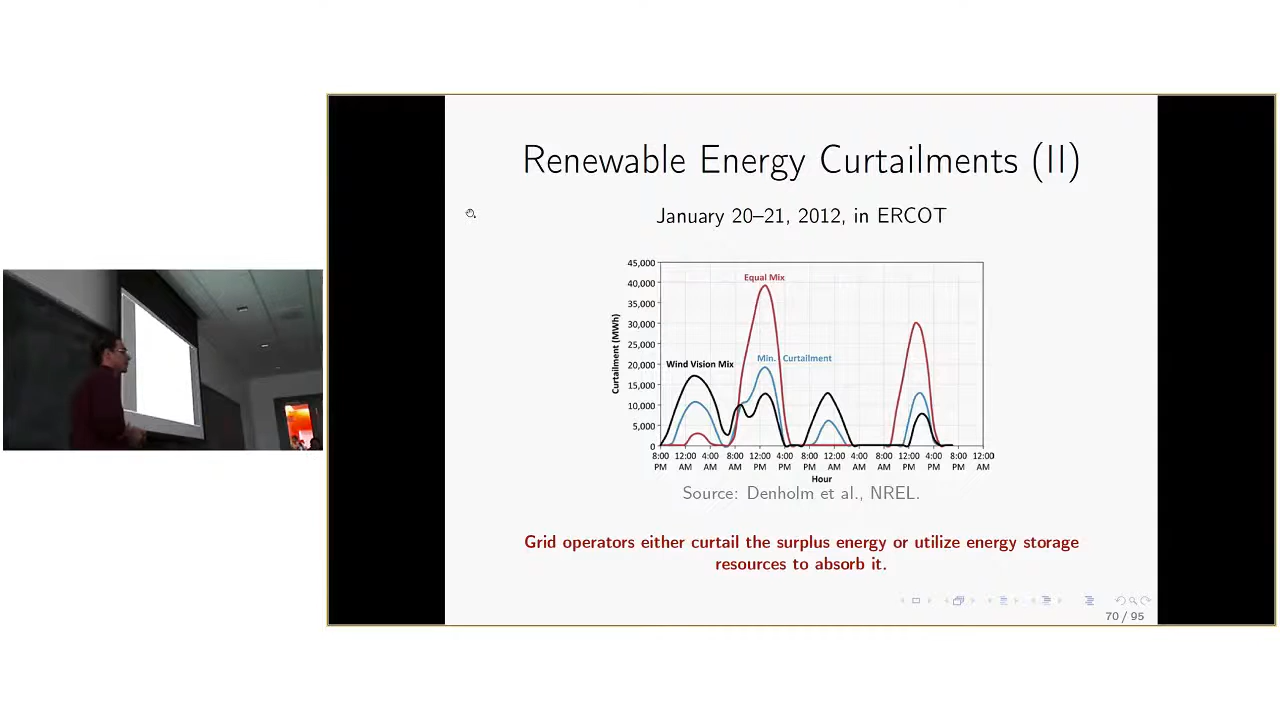 Renewable Energy Curtailments (II)
January 20–21, 2012, in ERCOT
45,000
40,000
35,000
30,000
25,000
20,000
15,000
10,000
5,000
0
Curtailment (MWh)
Equal Mix
Wind Vision Mix
Min. Curtailment
8:00 12:00 4:00 8:00 12:00 4:00 8:00 12:00 4:00 8:00 12:00 4:00 8:00 12:00
PM AM AM AM PM PM PM AM AM AM PM PM PM AM
Hour
Source: Denholm et al., NREL.
Grid operators either curtail the surplus energy or utilize energy storage
resources to absorb it.
70 / 95